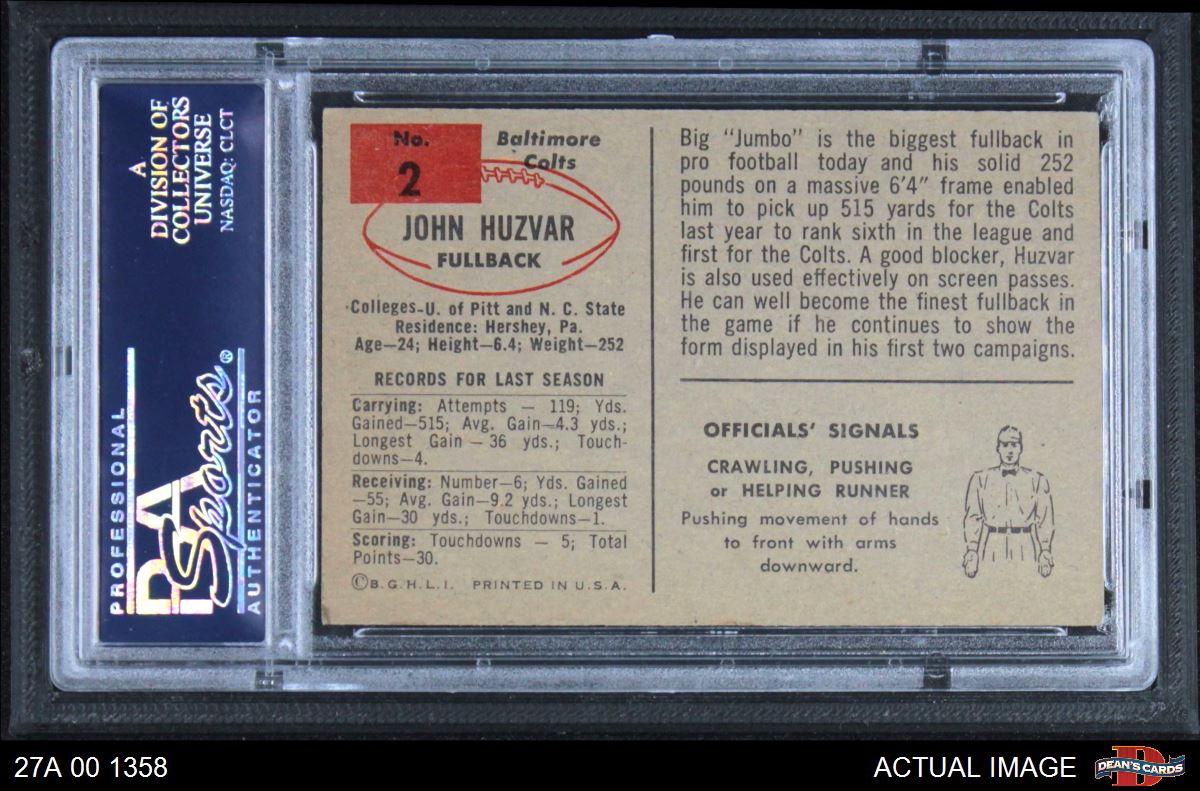 A
DIVISION OF
COLLECTORS
UNIVERSE
NASDAQ: CLCT
PROFESSIONAL
PSA
Sports®
AUTHENTICATOR
No.
2
Baltimore
Colts
JOHN HUZVAR
FULLBACK
Colleges-U. of Pitt and N. C. State
Residence: Hershey, Pa.
Age—24; Height—6.4; Weight—252
RECORDS FOR LAST SEASON
Carrying: Attempts — 119; Yds.
Gained—515; Avg. Gain—4.3 yds.;
Longest Gain — 36 yds.; Touch-
downs—4.
Receiving: Number—6; Yds. Gained
—55; Avg. Gain—9.2 yds.; Longest
Gain—30 yds.; Touchdowns—1.
Scoring: Touchdowns — 5; Total
Points—30.
©B.G.H.L.I. PRINTED IN U.S.A.
Big "Jumbo" is the biggest fullback in
pro football today and his solid 252
pounds on a massive 6'4" frame enabled
him to pick up 515 yards for the Colts
last year to rank sixth in the league and
first for the Colts. A good blocker, Huzvar
is also used effectively on screen passes.
He can well become the finest fullback in
the game if he continues to show the
form displayed in his first two campaigns.
OFFICIALS' SIGNALS
CRAWLING, PUSHING
or HELPING RUNNER
Pushing movement of hands
to front with arms
downward.
27A 00 1358
ACTUAL IMAGE
DEAN'S CARDS